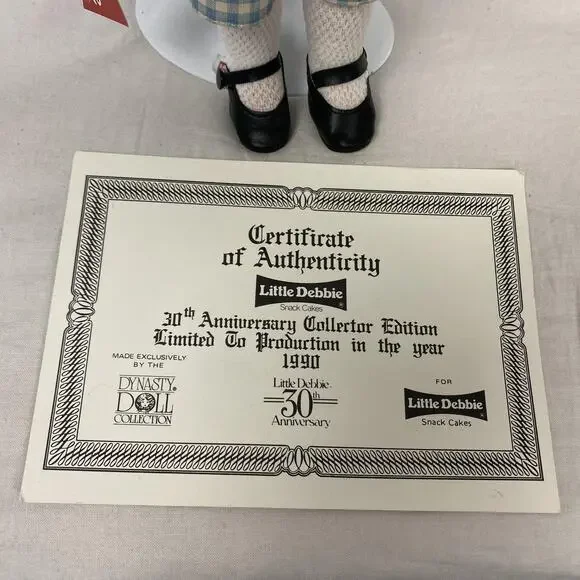 Certificate
of Authenticity
Little Debbie®
Snack Cakes
30th Anniversary Collector Edition
Limited To Production in the year
1990
MADE EXCLUSIVELY
BY THE
DYNASTY®
DOLL
COLLECTION
Little Debbie®
30th
Anniversary
FOR
Little Debbie®
Snack Cakes